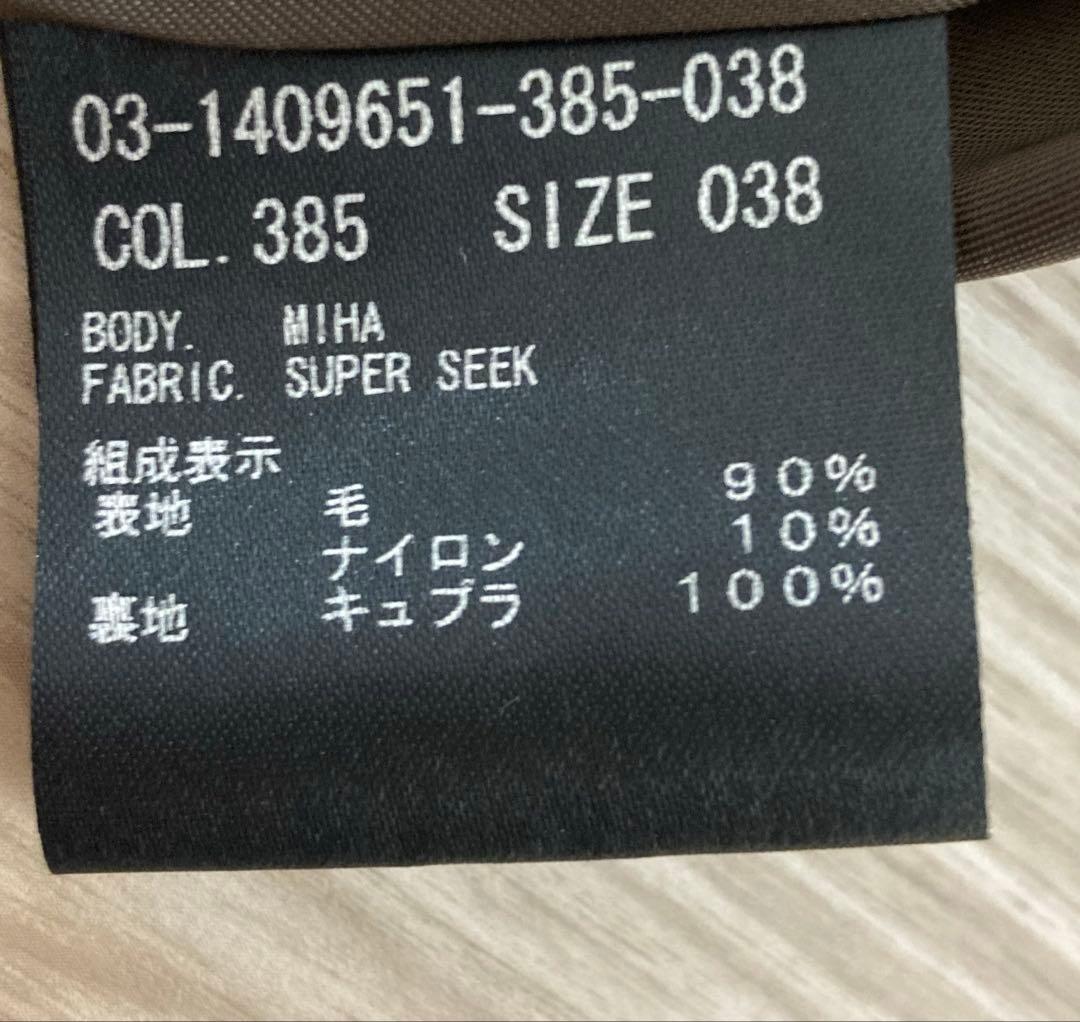 03-1409651-385-038
COL. 385 SIZE 038
BODY. MIHA
FABRIC. SUPER SEEK
組成表示
表地 毛 90%
ナイロン 10%
裏地 キュプラ 100%